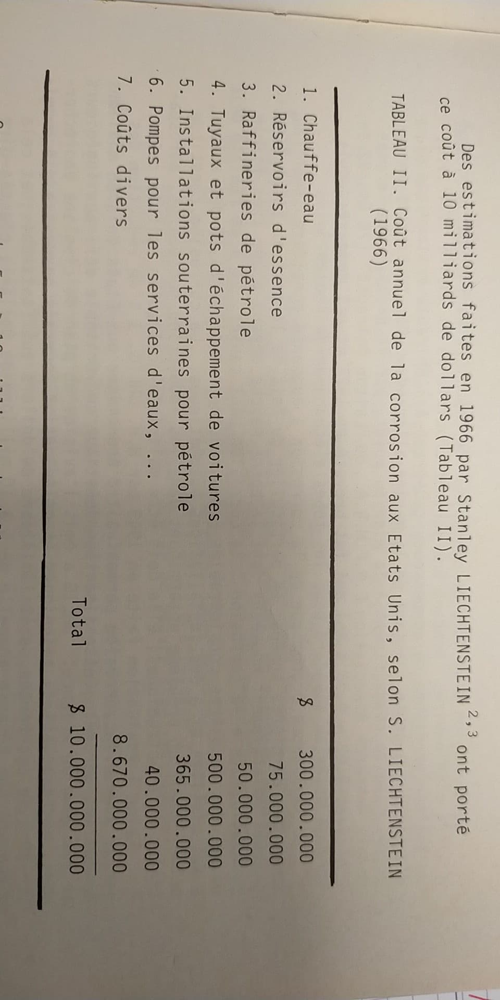 Des estimations faites en 1966 par Stanley LIECHTENSTEIN 2,3 ont porté
ce coût à 10 milliards de dollars (Tableau II).
TABLEAU II. Coût annuel de la corrosion aux Etats Unis, selon S. LIECHTENSTEIN
(1966)
1. Chauffe-eau $ 300.000.000
2. Réservoirs d'essence 75.000.000
3. Raffineries de pétrole 50.000.000
4. Tuyaux et pots d'échappement de voitures 500.000.000
5. Installations souterraines pour pétrole 365.000.000
6. Pompes pour les services d'eaux, ... 40.000.000
7. Coûts divers 8.670.000.000
Total $ 10.000.000.000